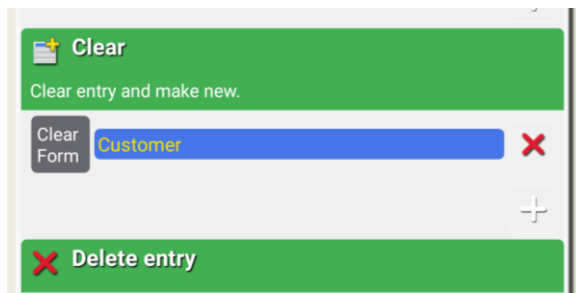 Clear
Clear entry and make new.
Clear
Form
Customer
Delete entry